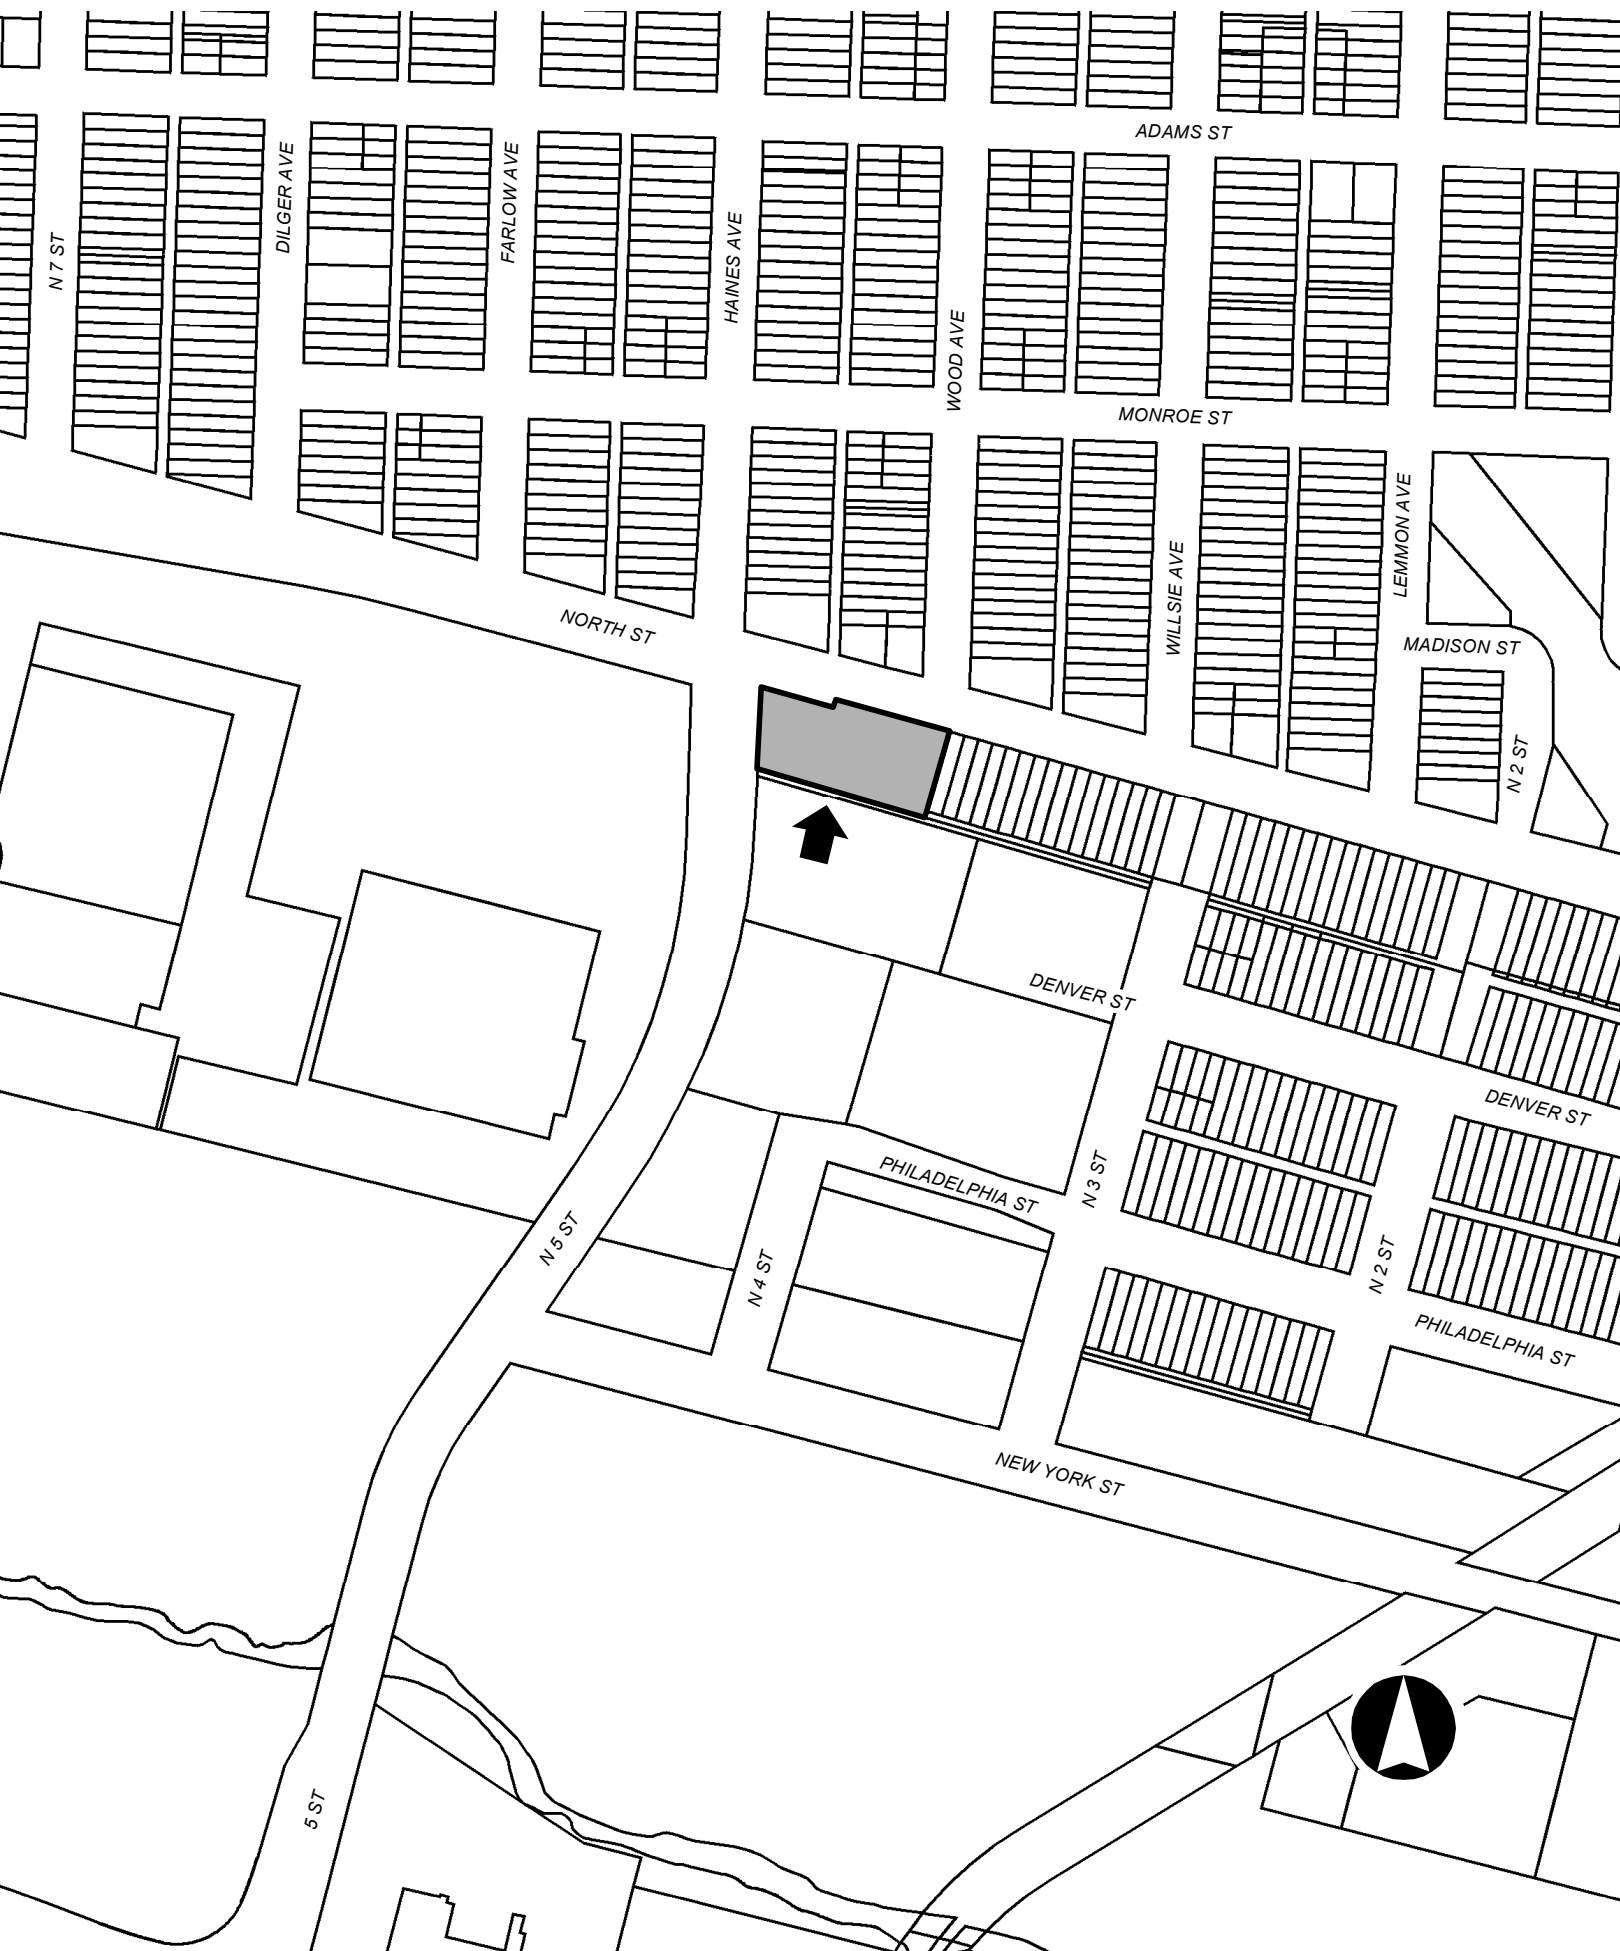 ADAMS ST
DILGER AVE
FARLOW AVE
HAINES AVE
N 7 ST
WOOD AVE
MONROE ST
LEMMON AVE
WILLSIE AVE
NORTH ST
MADISON ST
N 2 ST
DENVER ST
DENVER ST
PHILADELPHIA ST
N 3 ST
N 5 ST
N 4 ST
N 2 ST
PHILADELPHIA ST
NEW YORK ST
5 ST